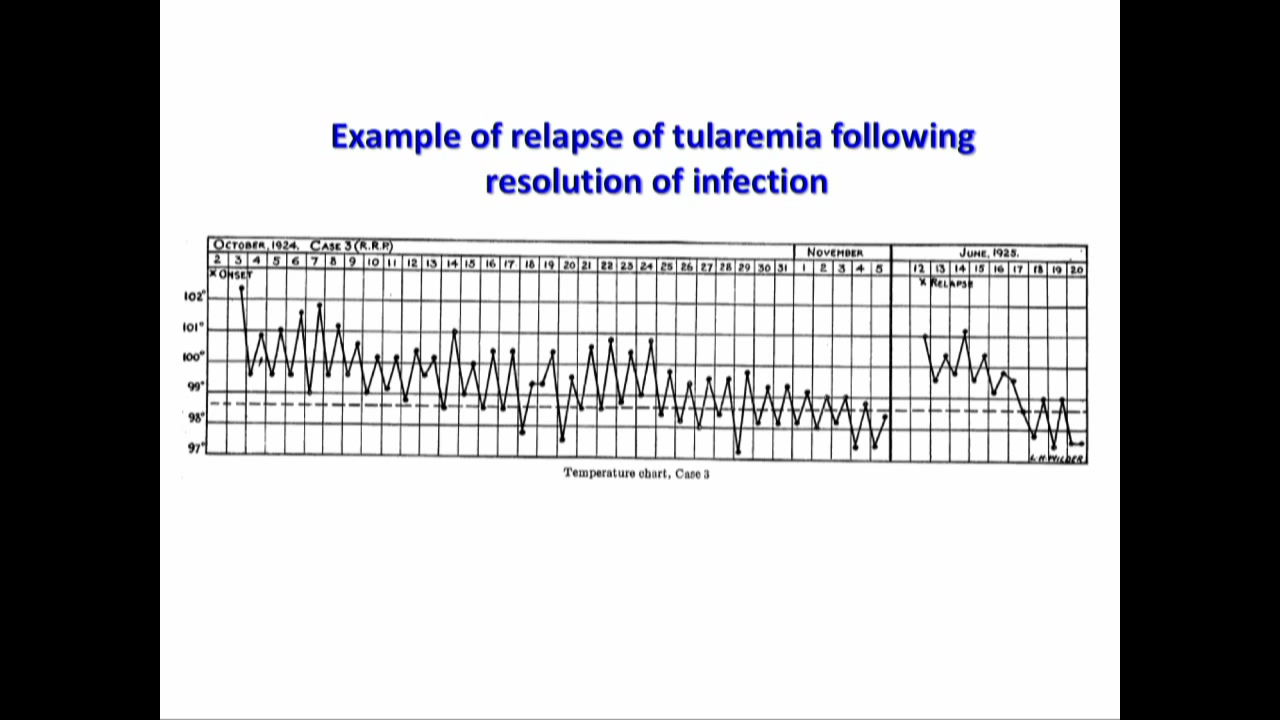 Example of relapse of tularemia following
resolution of infection
OCTOBER, 1924. CASE 3 (R.R.P.)
NOVEMBER
JUNE, 1925.
2 3 4 5 6 7 8 9 10 11 12 13 14 15 16 17 18 19 20 21 22 23 24 25 26 27 28 29 30 31 1 2 3 4 5 12 13 14 15 16 17 18 19 20
x ONSET
x RELAPSE
102°
101°
100°
99°
98°
97°
L.H.WILDER
Temperature chart, Case 3